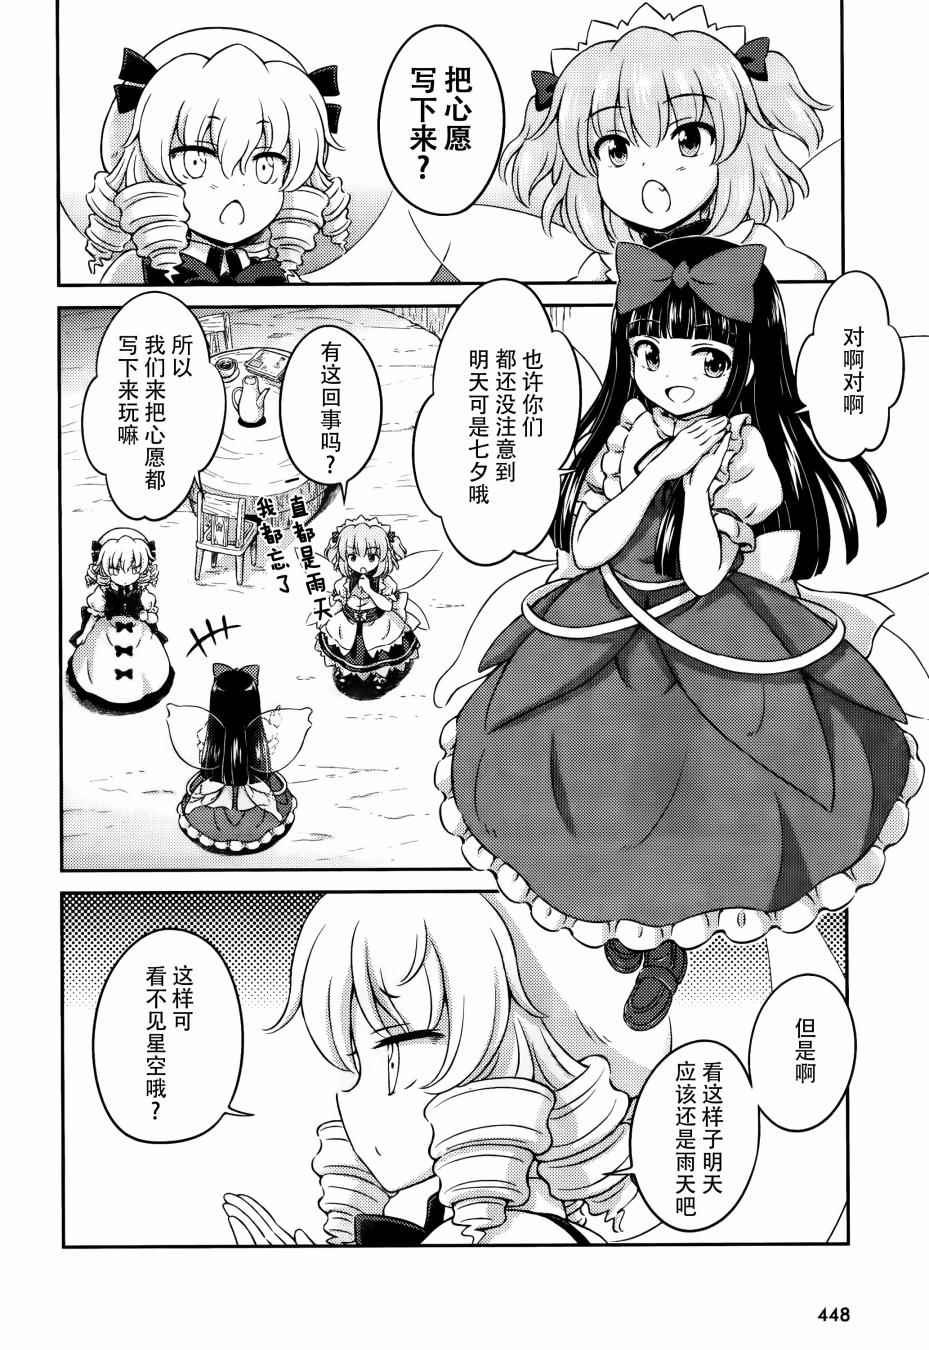 把心愿
写下来?
对啊对啊
也许你们
都还没注意到
明天可是七夕哦
有这回事吗?
一直都是雨天
我都忘了
所以
我们来把心愿都
写下来玩嘛
但是啊
看这样子明天
应该还是雨天吧
这样可
看不见星空哦?
448